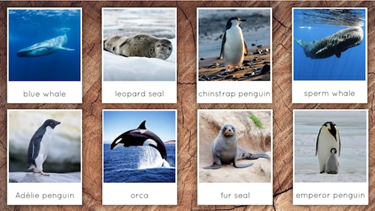 blue whale
leopard seal
chinstrap penguin
sperm whale
Adélie penguin
orca
fur seal
emperor penguin